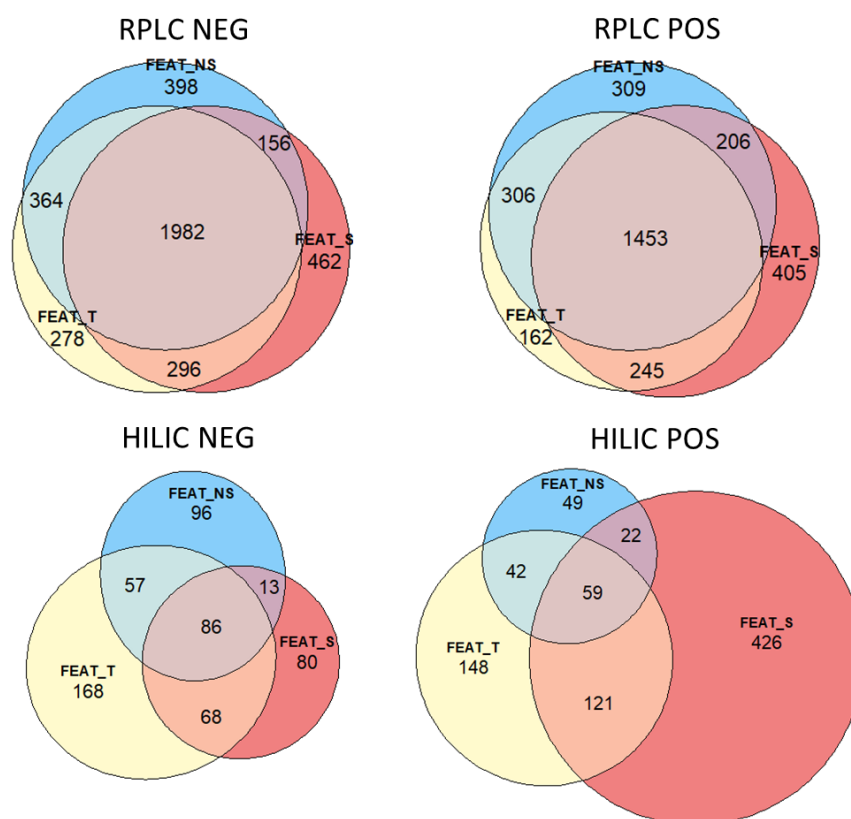 RPLC NEG
FEAT_NS
398
156
364
1982
FEAT_S
462
FEAT_T
278
296
RPLC POS
FEAT_NS
309
206
306
1453
FEAT_S
405
FEAT_T
162
245
HILIC NEG
FEAT_NS
96
57
13
86
FEAT_S
80
FEAT_T
168
68
HILIC POS
FEAT_NS
49
22
42
59
FEAT_S
426
FEAT_T
148
121